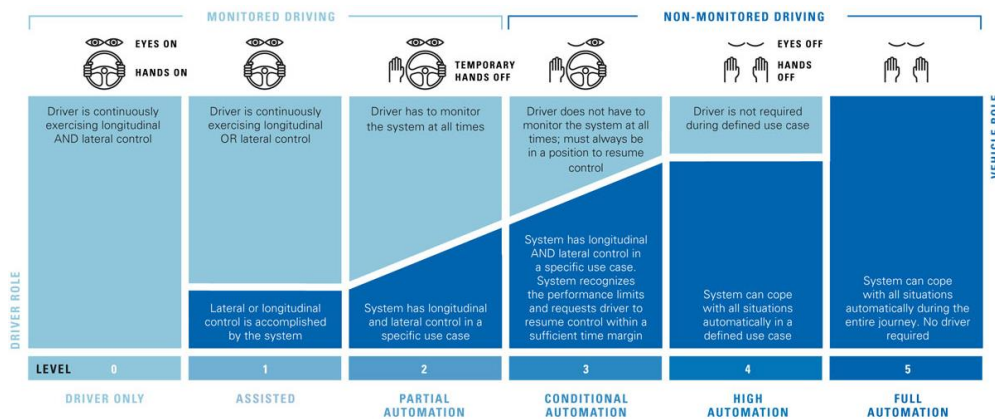 MONITORED DRIVING
NON-MONITORED DRIVING
EYES ON
HANDS ON
TEMPORARY
HANDS OFF
EYES OFF
HANDS
OFF
Driver is continuously
exercising longitudinal
AND lateral control
Driver is continuously
exercising longitudinal
OR lateral control
Driver has to monitor
the system at all times
Driver does not have to
monitor the system at all
times; must always be
in a position to resume
control
Driver is not required
during defined use case
VEHICLE ROLE
DRIVER ROLE
Lateral or longitudinal
control is accomplished
by the system
System has longitudinal
and lateral control in a
specific use case
System has longitudinal
AND lateral control in
a specific use case.
System recognizes
the performance limits
and requests driver to
resume control within a
sufficient time margin
System can cope
with all situations
automatically in a
defined use case
System can cope
with all situations
automatically during the
entire journey. No driver
required
LEVEL 0 1 2 3 4 5
DRIVER ONLY
ASSISTED
PARTIAL
AUTOMATION
CONDITIONAL
AUTOMATION
HIGH
AUTOMATION
FULL
AUTOMATION